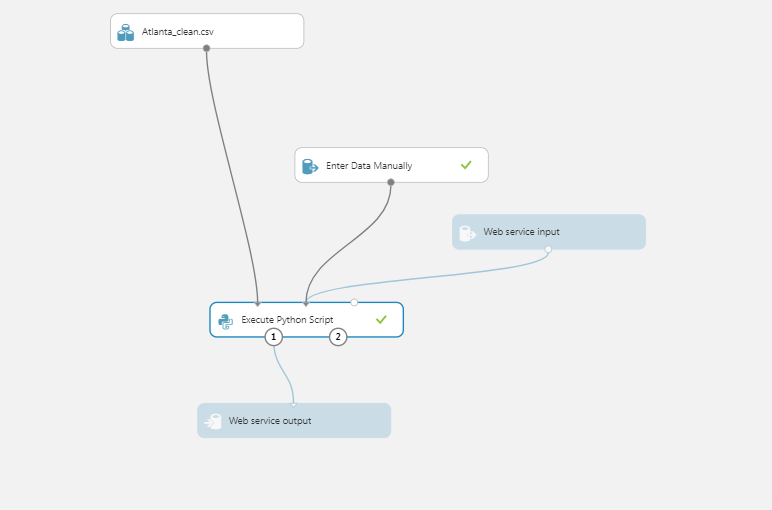 Atlanta_clean.csv
Enter Data Manually
Web service input
Execute Python Script
1
2
Web service output